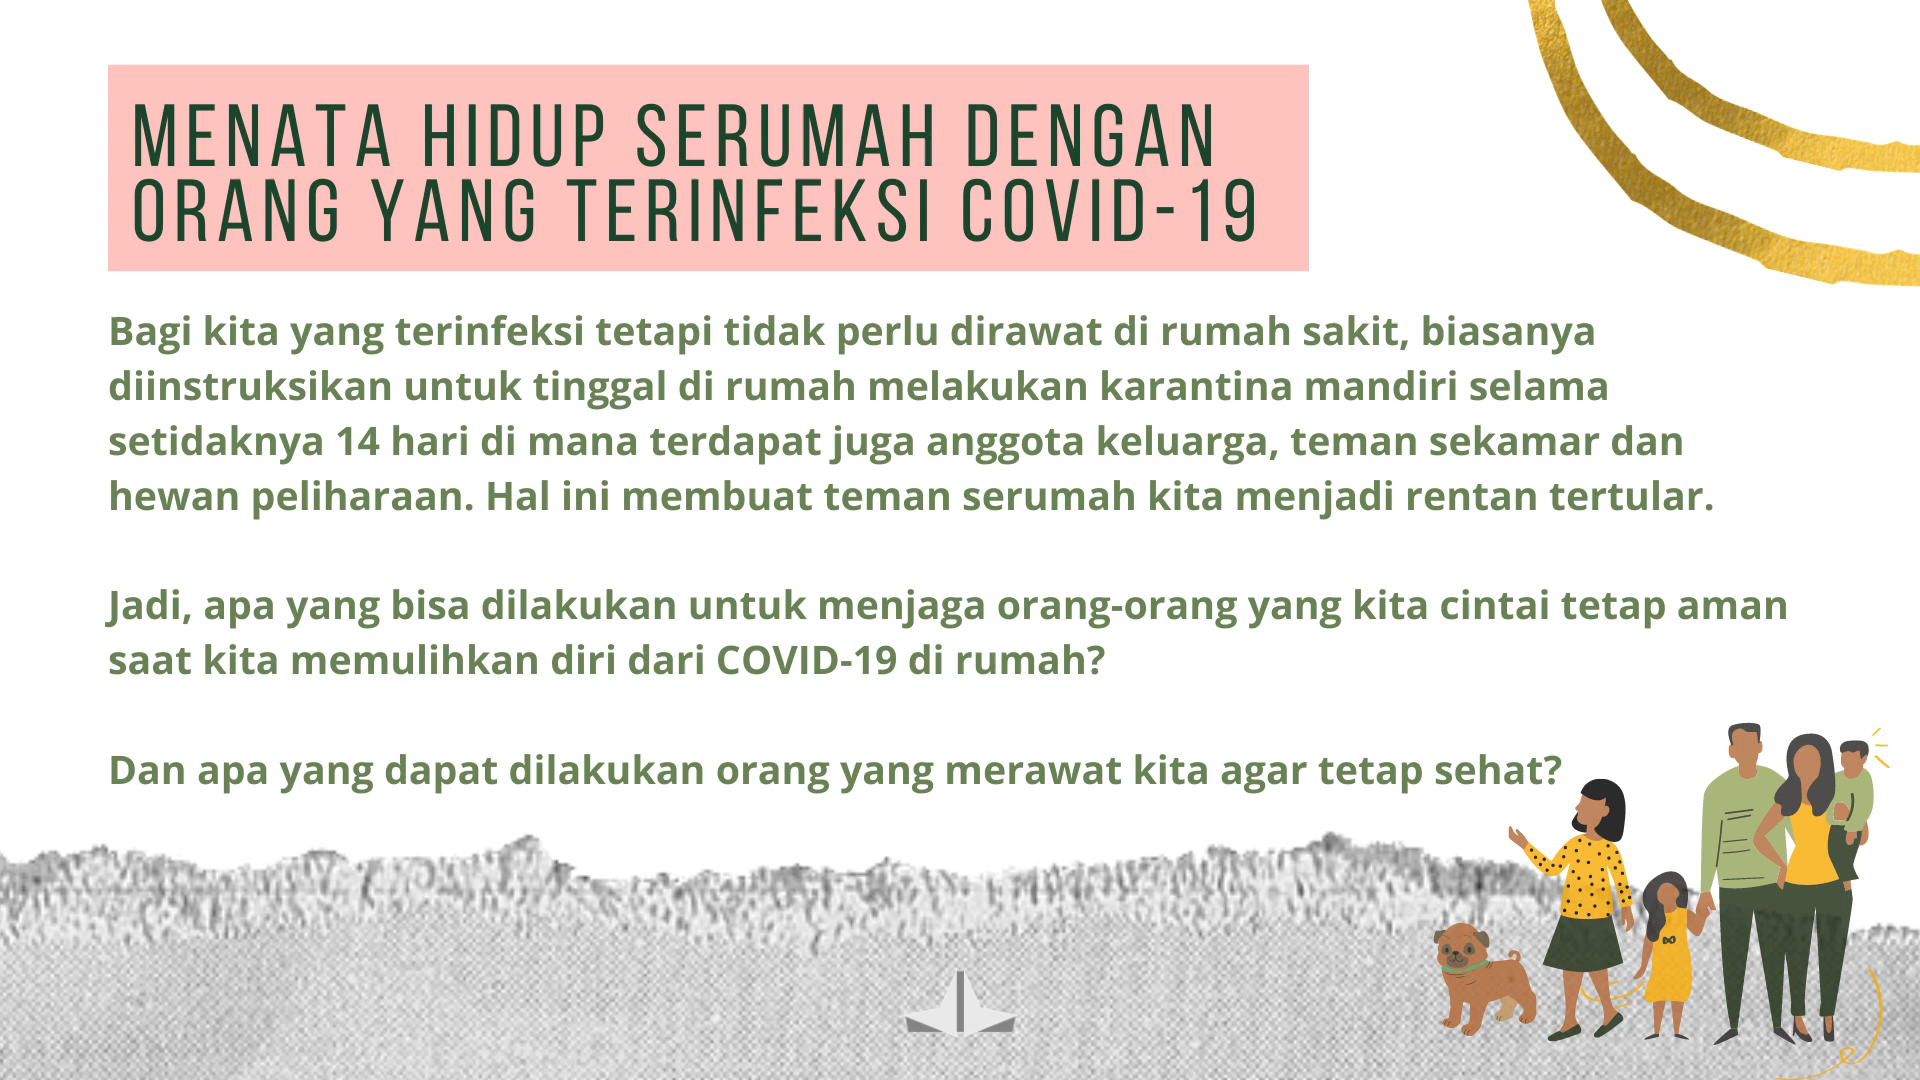 MENATA HIDUP SERUMAH DENGAN
ORANG YANG TERINFEKSI COVID-19
Bagi kita yang terinfeksi tetapi tidak perlu dirawat di rumah sakit, biasanya
diinstruksikan untuk tinggal di rumah melakukan karantina mandiri selama
setidaknya 14 hari di mana terdapat juga anggota keluarga, teman sekamar dan
hewan peliharaan. Hal ini membuat teman serumah kita menjadi rentan tertular.
Jadi, apa yang bisa dilakukan untuk menjaga orang-orang yang kita cintai tetap aman
saat kita memulihkan diri dari COVID-19 di rumah?
Dan apa yang dapat dilakukan orang yang merawat kita agar tetap sehat?